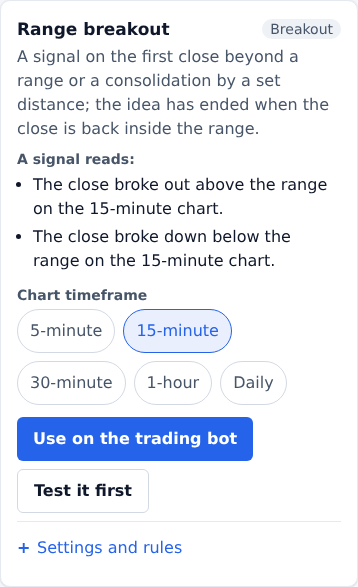 Range breakout
Breakout
A signal on the first close beyond a
range or a consolidation by a set
distance; the idea has ended when the
close is back inside the range.
A signal reads:
• The close broke out above the range
on the 15-minute chart.
• The close broke down below the
range on the 15-minute chart.
Chart timeframe
5-minute
15-minute
30-minute
1-hour
Daily
Use on the trading bot
Test it first
+ Settings and rules